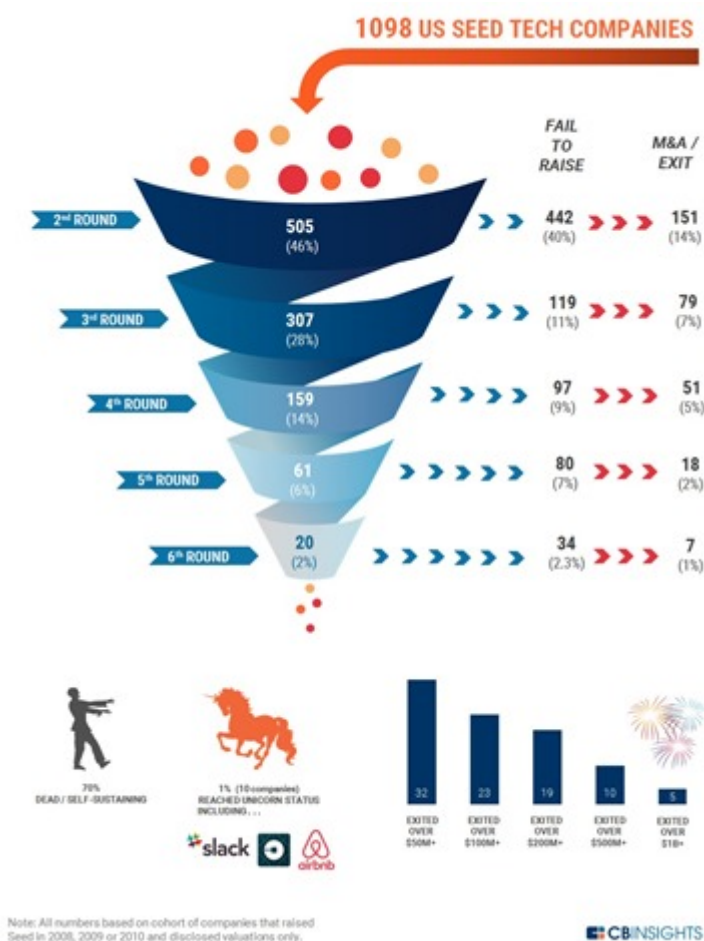 1098 US SEED TECH COMPANIES
FAIL
TO
RAISE
M&A /
EXIT
2nd ROUND
505
(46%)
442
(40%)
151
(14%)
3rd ROUND
307
(28%)
119
(11%)
79
(7%)
4th ROUND
159
(14%)
97
(9%)
51
(5%)
5th ROUND
61
(6%)
80
(7%)
18
(2%)
6th ROUND
20
(2%)
34
(2.3%)
7
(1%)
70%
DEAD / SELF-SUSTAINING
1% (10 companies)
REACHED UNICORN STATUS
INCLUDING . . .
slack
airbnb
32
23
19
10
5
EXITED
OVER
$50M+
EXITED
OVER
$100M+
EXITED
OVER
$200M+
EXITED
OVER
$500M+
EXITED
OVER
$1B+
Note: All numbers based on cohort of companies that raised
Seed in 2008, 2009 or 2010 and disclosed valuations only.
CBINSIGHTS